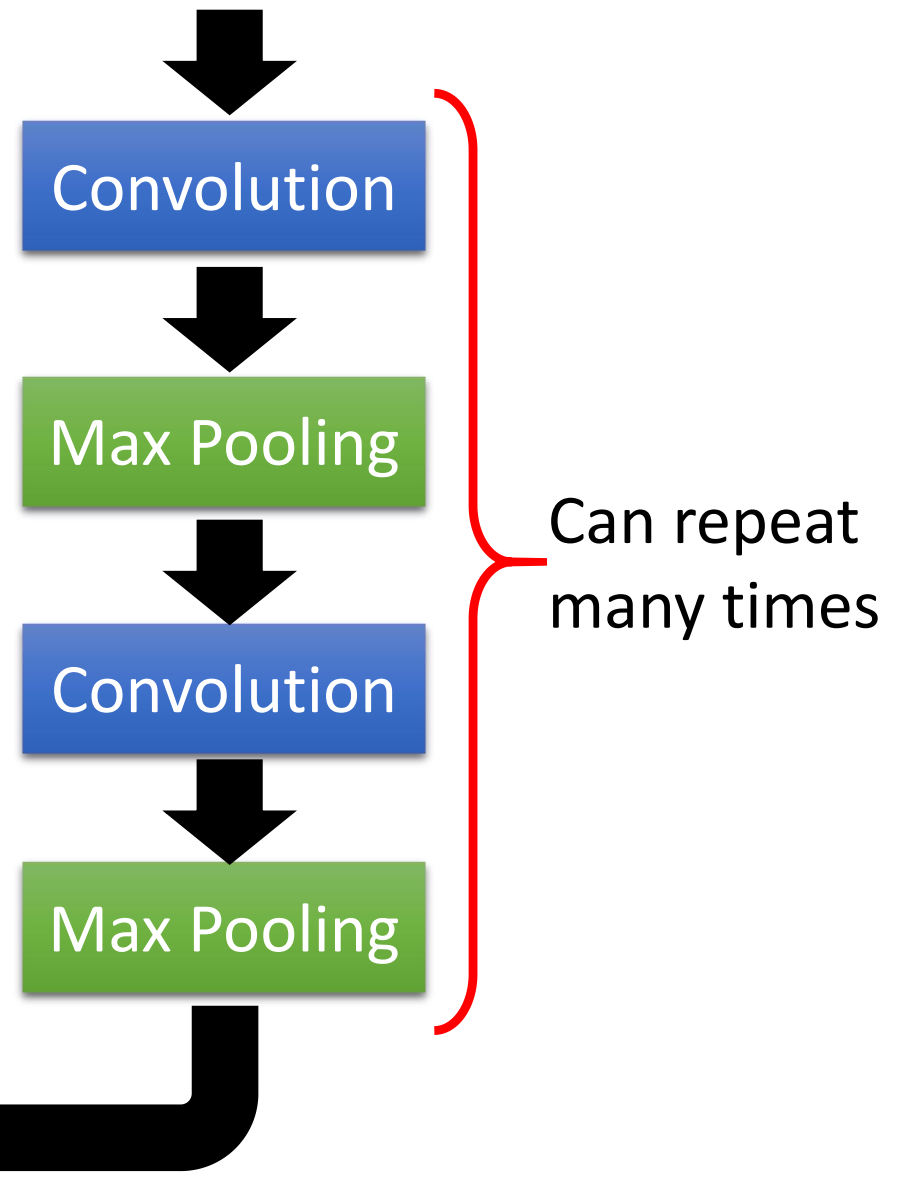 Convolution
Max Pooling
Can repeat
many times
Convolution
Max Pooling